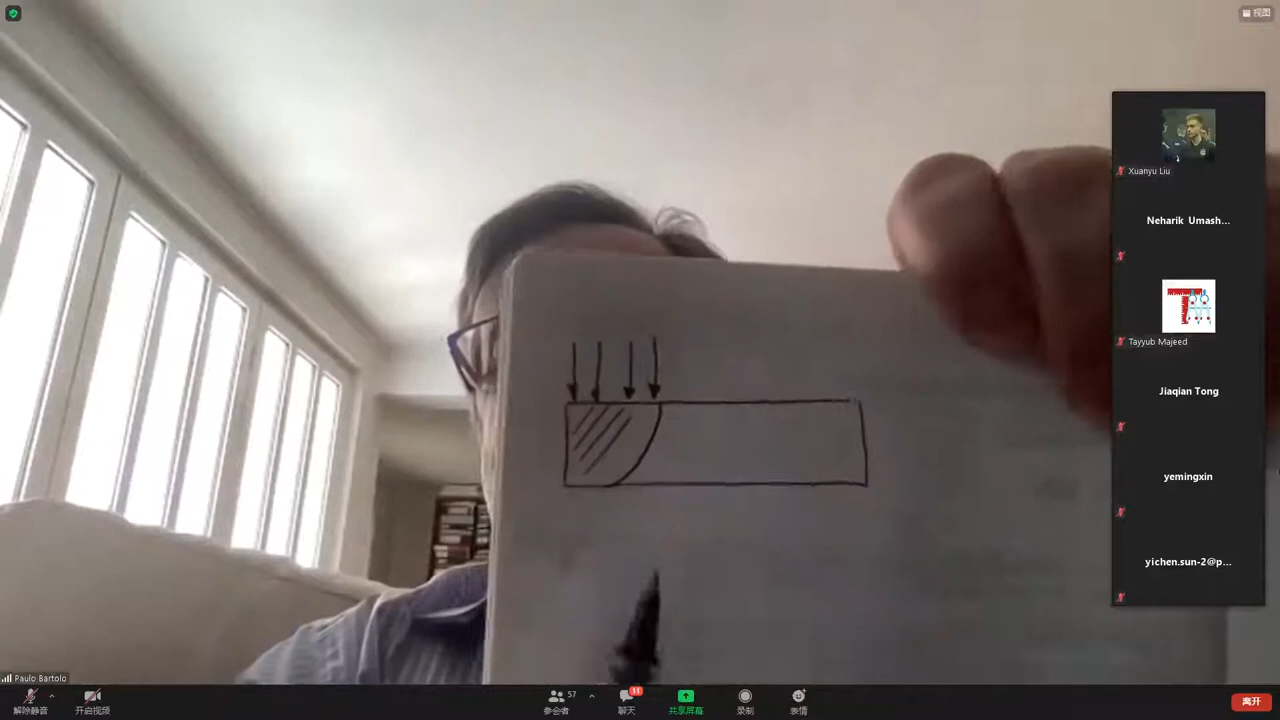 视图
Xuanyu Liu
Neharik Umash...
Tayyub Majeed
Jiaqian Tong
yemingxin
yichen.sun-2@p...
Paulo Bartolo
解除静音
开启视频
57
参会者
11
聊天
共享屏幕
录制
表情
离开